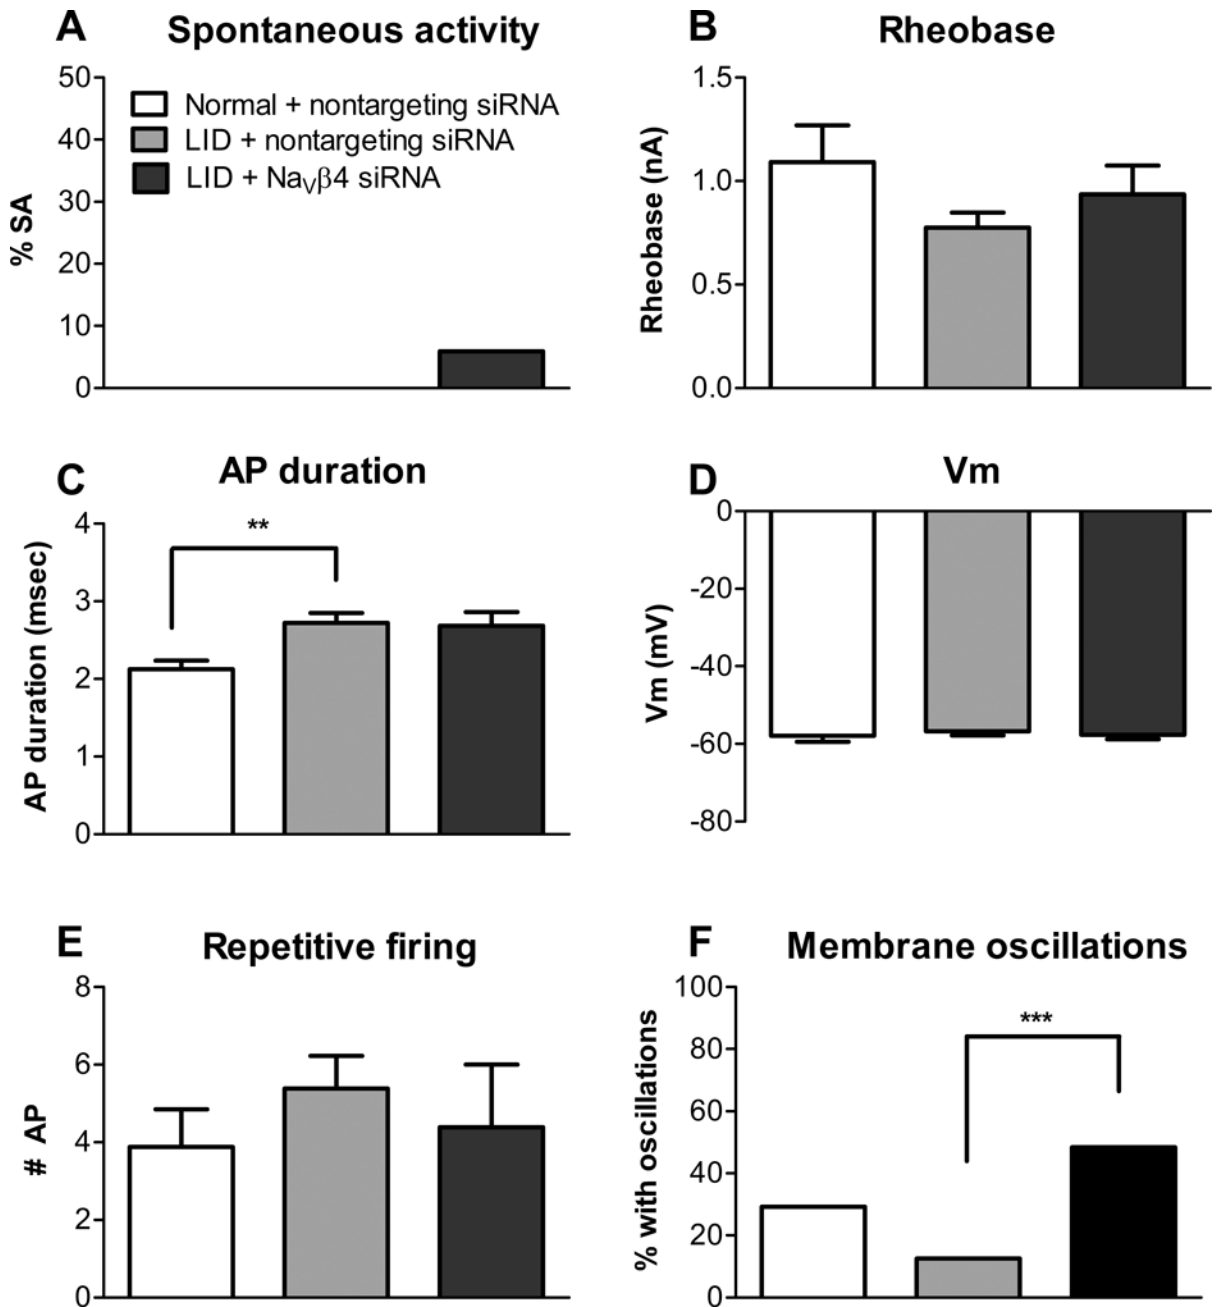 A Spontaneous activity
% SA
50
40
30
20
10
0
Normal + nontargeting siRNA
LID + nontargeting siRNA
LID + NaVβ4 siRNA
B Rheobase
Rheobase (nA)
1.5
1.0
0.5
0.0
C AP duration
AP duration (msec)
4
3
2
1
0
**
D Vm
Vm (mV)
0
-20
-40
-60
-80
E Repetitive firing
# AP
8
6
4
2
0
F Membrane oscillations
% with oscillations
100
80
60
40
20
0
***